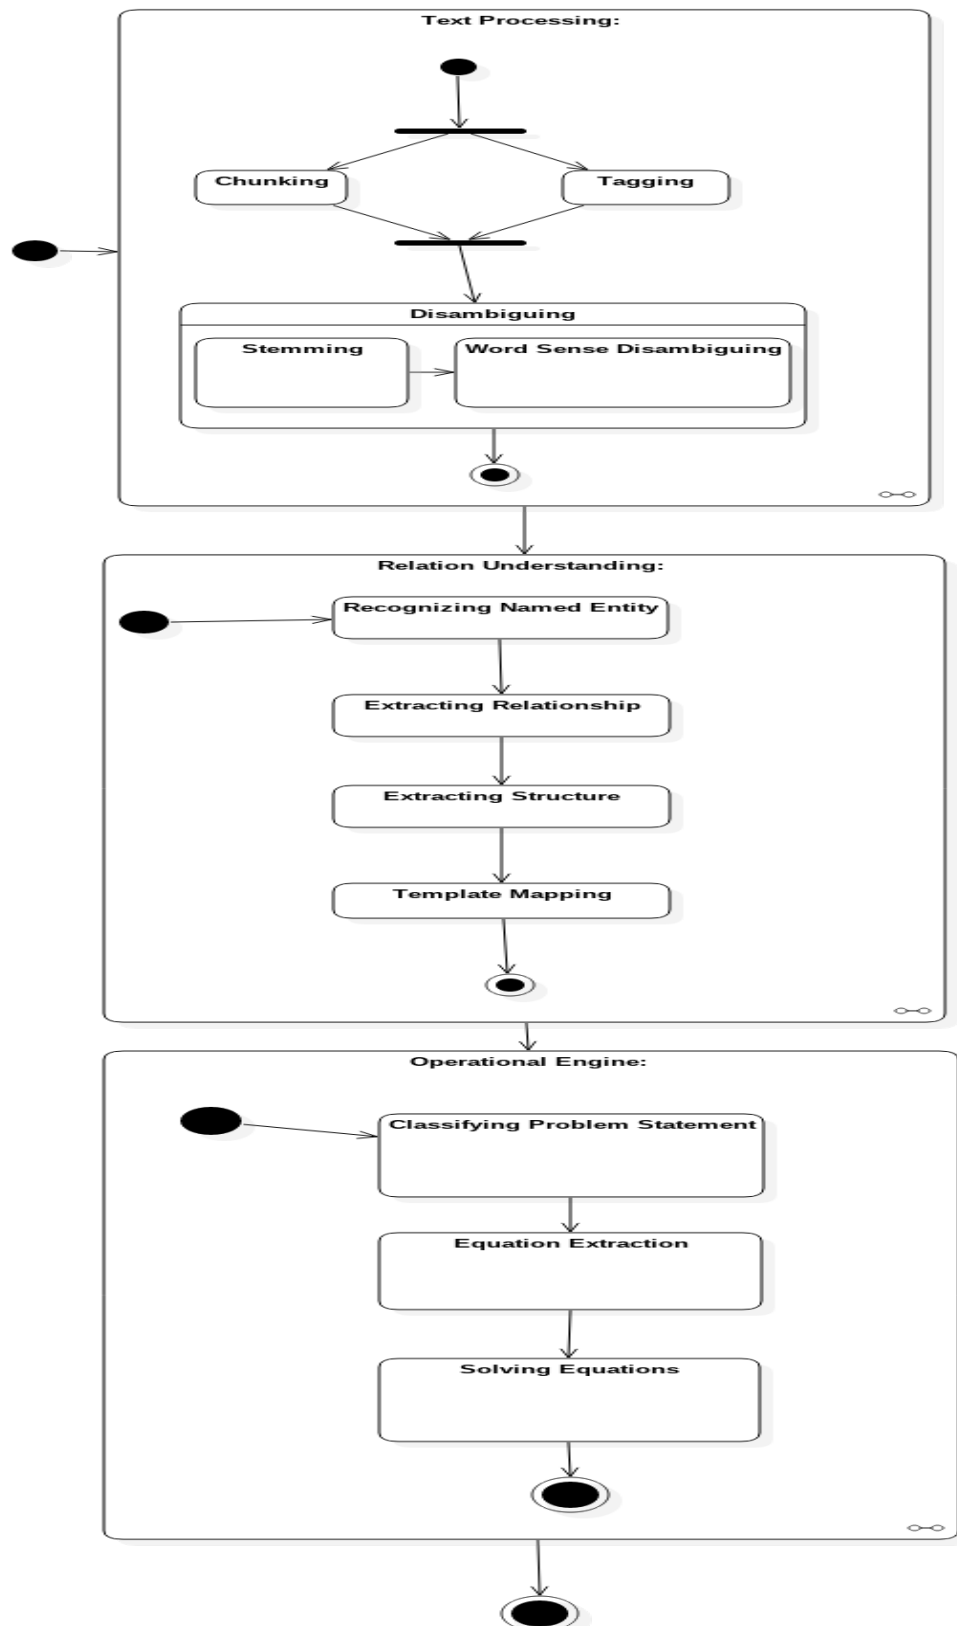 Text Processing:
Chunking
Tagging
Disambiguing
Stemming
Word Sense Disambiguing
Relation Understanding:
Recognizing Named Entity
Extracting Relationship
Extracting Structure
Template Mapping
Operational Engine:
Classifying Problem Statement
Equation Extraction
Solving Equations